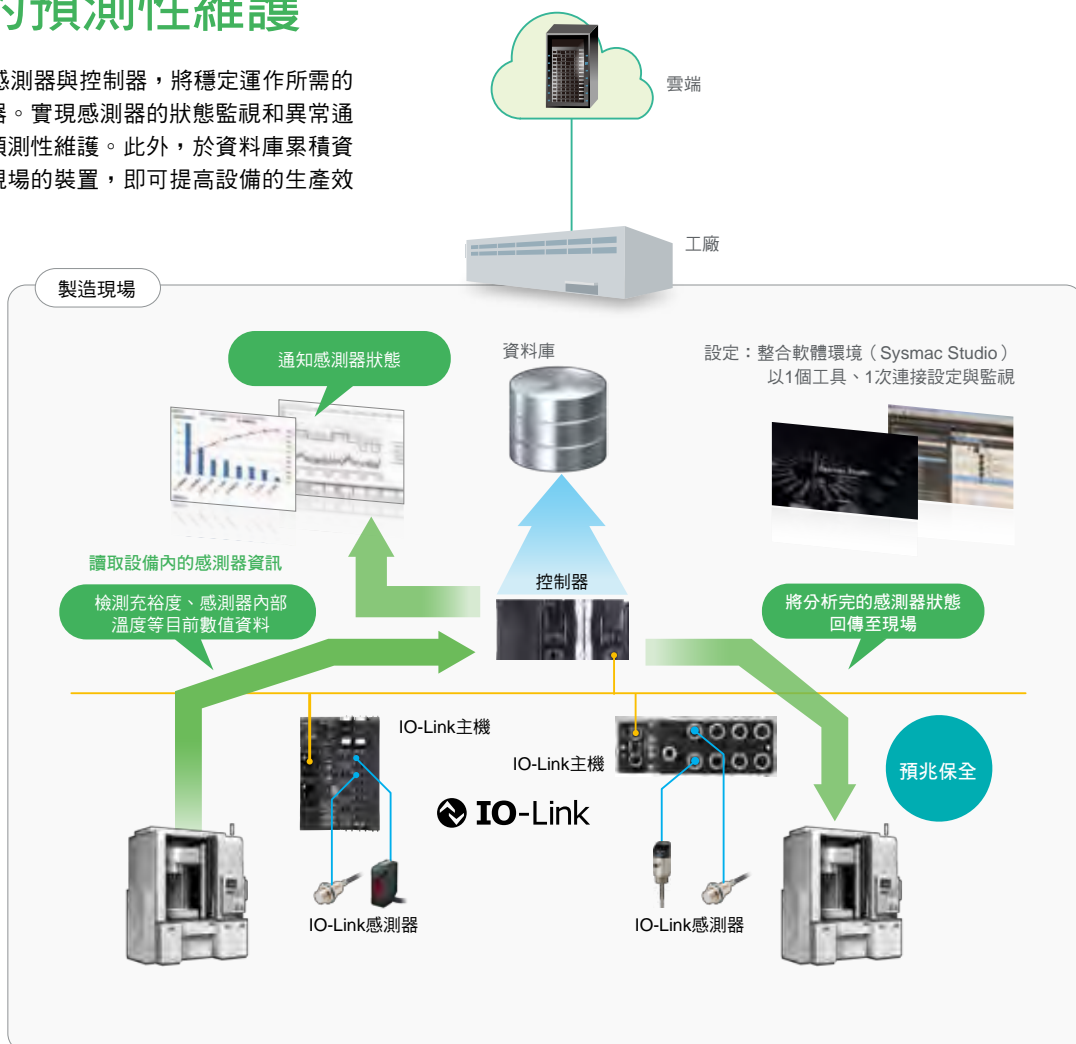 的預測性維護
感測器與控制器，將穩定運作所需的
器。實現感測器的狀態監視和異常通
預測性維護。此外，於資料庫累積資
現場的裝置，即可提高設備的生產效
雲端
工廠
製造現場
通知感測器狀態
資料庫
設定：整合軟體環境（Sysmac Studio）
以1個工具、1次連接設定與監視
Sysmac Studio
讀取設備內的感測器資訊
檢測充裕度、感測器內部
溫度等目前數值資料
控制器
將分析完的感測器狀態
回傳至現場
IO-Link主機
IO-Link主機
預兆保全
IO-Link
IO-Link感測器
IO-Link感測器